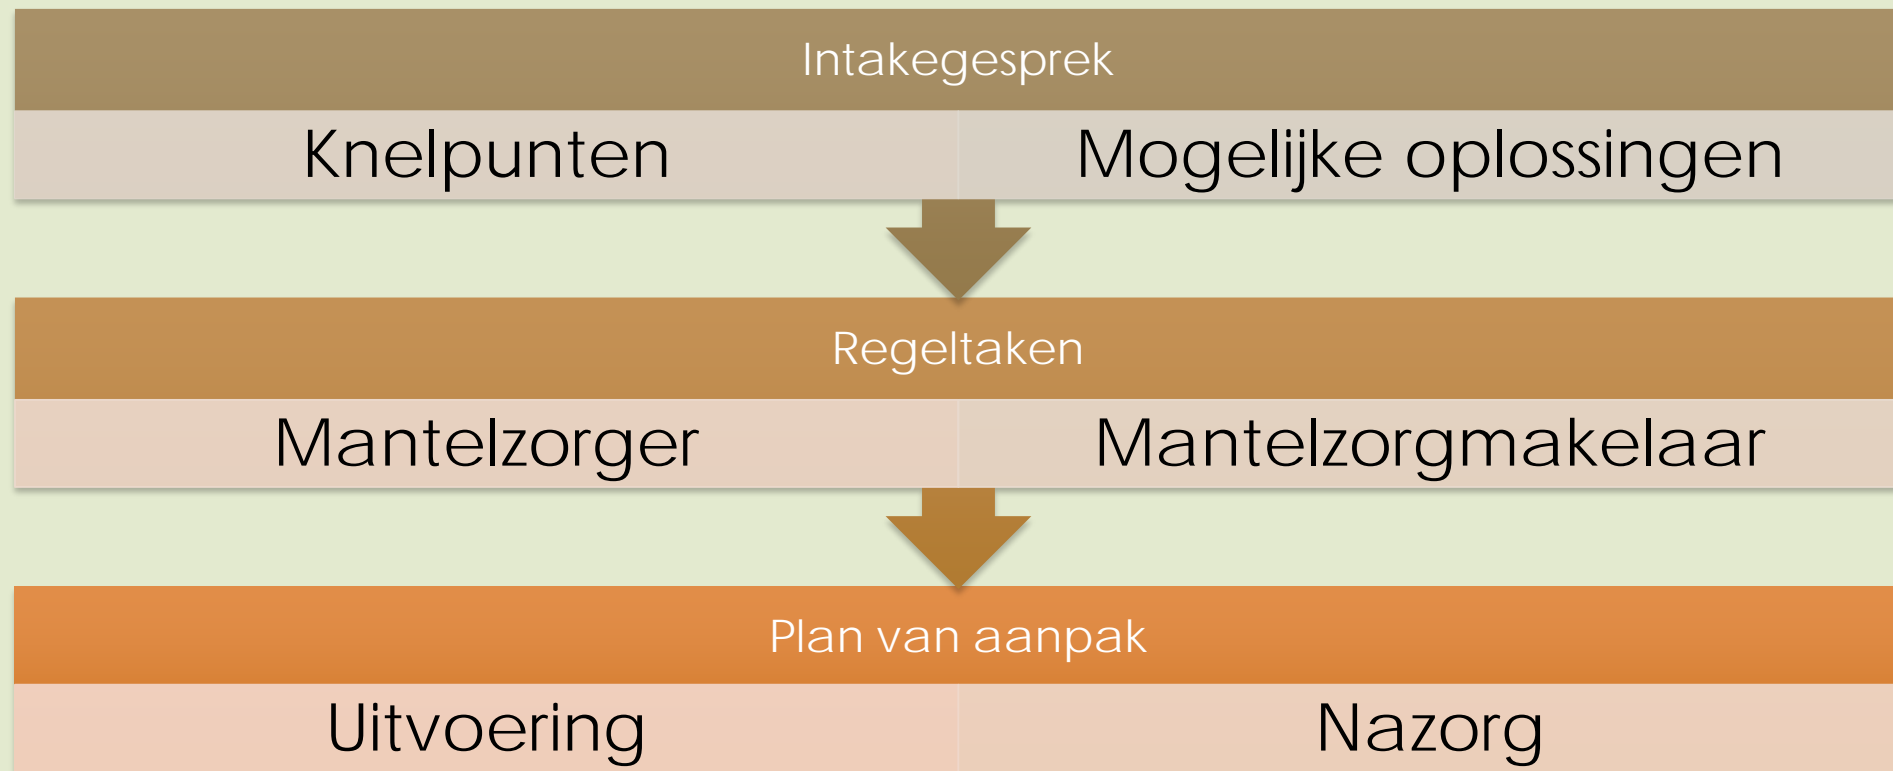 Intakegesprek
Knelpunten Mogelijke oplossingen
Regeltaken
Mantelzorger Mantelzorgmakelaar
Plan van aanpak
Uitvoering Nazorg